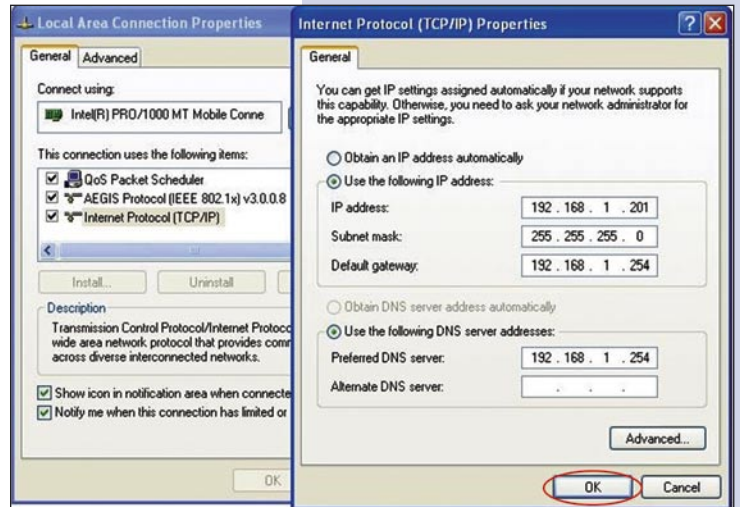 Local Area Connection Properties
General Advanced
Connect using:
Intel(R) PRO/1000 MT Mobile Conne
This connection uses the following items:
QoS Packet Scheduler
AEGIS Protocol (IEEE 802.1x) v3.0.0.8
Internet Protocol (TCP/IP)
Install...
Uninstall
Description
Transmission Control Protocol/Internet Protoc
wide area network protocol that provides com
across diverse interconnected networks.
Show icon in notification area when connecte
Notify me when this connection has limited or
OK
Internet Protocol (TCP/IP) Properties
General
You can get IP settings assigned automatically if your network supports
this capability. Otherwise, you need to ask your network administrator for
the appropriate IP settings.
Obtain an IP address automatically
Use the following IP address:
IP address: 192 . 168 . 1 . 201
Subnet mask: 255 . 255 . 255 . 0
Default gateway: 192 . 168 . 1 . 254
Obtain DNS server address automatically
Use the following DNS server addresses:
Preferred DNS server: 192 . 168 . 1 . 254
Alternate DNS server: . . .
Advanced...
OK Cancel